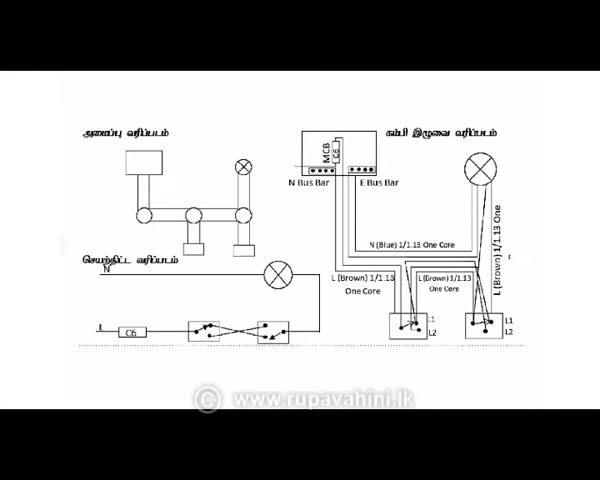 அமைப்பு வரிப்படம்
கம்பி இழுவை வரிப்படம்
MCB
C6
N Bus Bar
E Bus Bar
N (Blue) 1/1.13 One Core
L (Brown) 1/1.13 One
செயற்திட்ட வரிப்படம்
N
L (Brown) 1/1.13
One Core
L (Brown) 1/1.13
One Core
L
C6
L1
L2
L1
L2
© www.rupavahini.lk